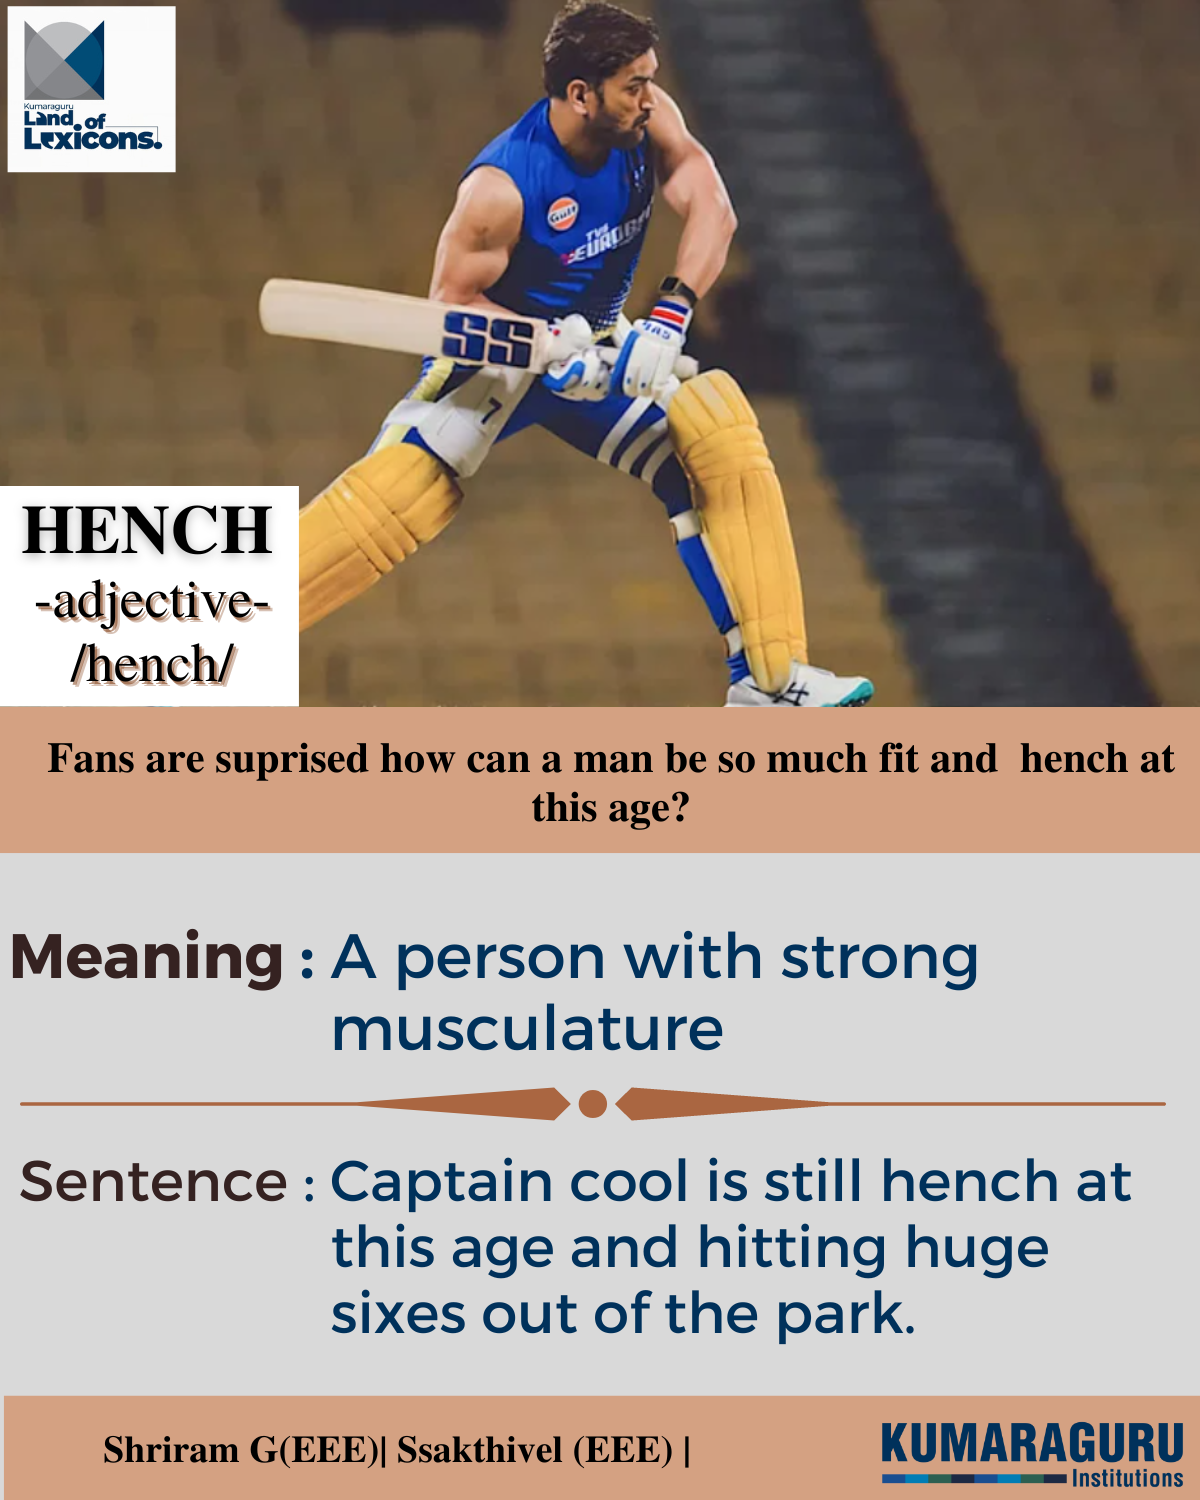 Kumaraguru
Land of
Lexicons.
Gulf
TVS
EUROGRIP
SS
SAS
7
HENCH
-adjective-
/hench/
Fans are suprised how can a man be so much fit and hench at
this age?
Meaning : A person with strong
musculature
Sentence : Captain cool is still hench at
this age and hitting huge
sixes out of the park.
Shriram G(EEE)| Ssakthivel (EEE) |
KUMARAGURU
Institutions